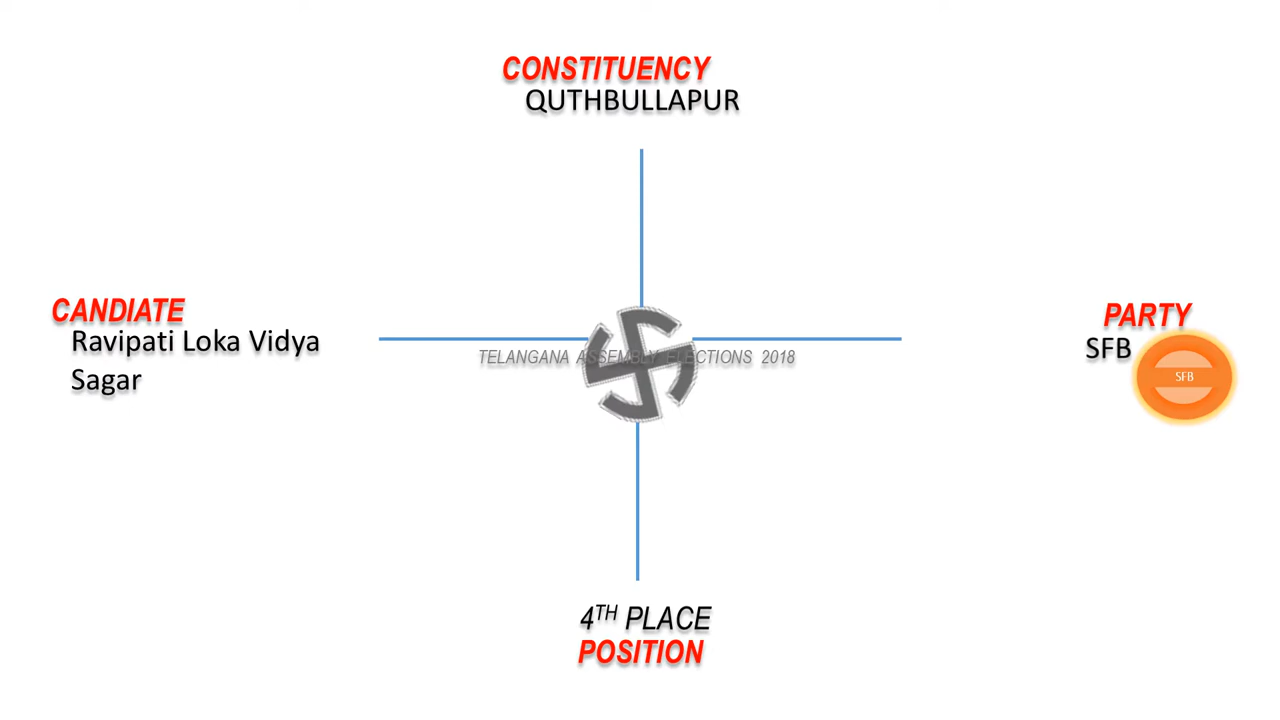 CONSTITUENCY
QUTHBULLAPUR
CANDIATE
Ravipati Loka Vidya
Sagar
TELANGANA ASSEMBLY ELECTIONS 2018
PARTY
SFB
SFB
4TH PLACE
POSITION